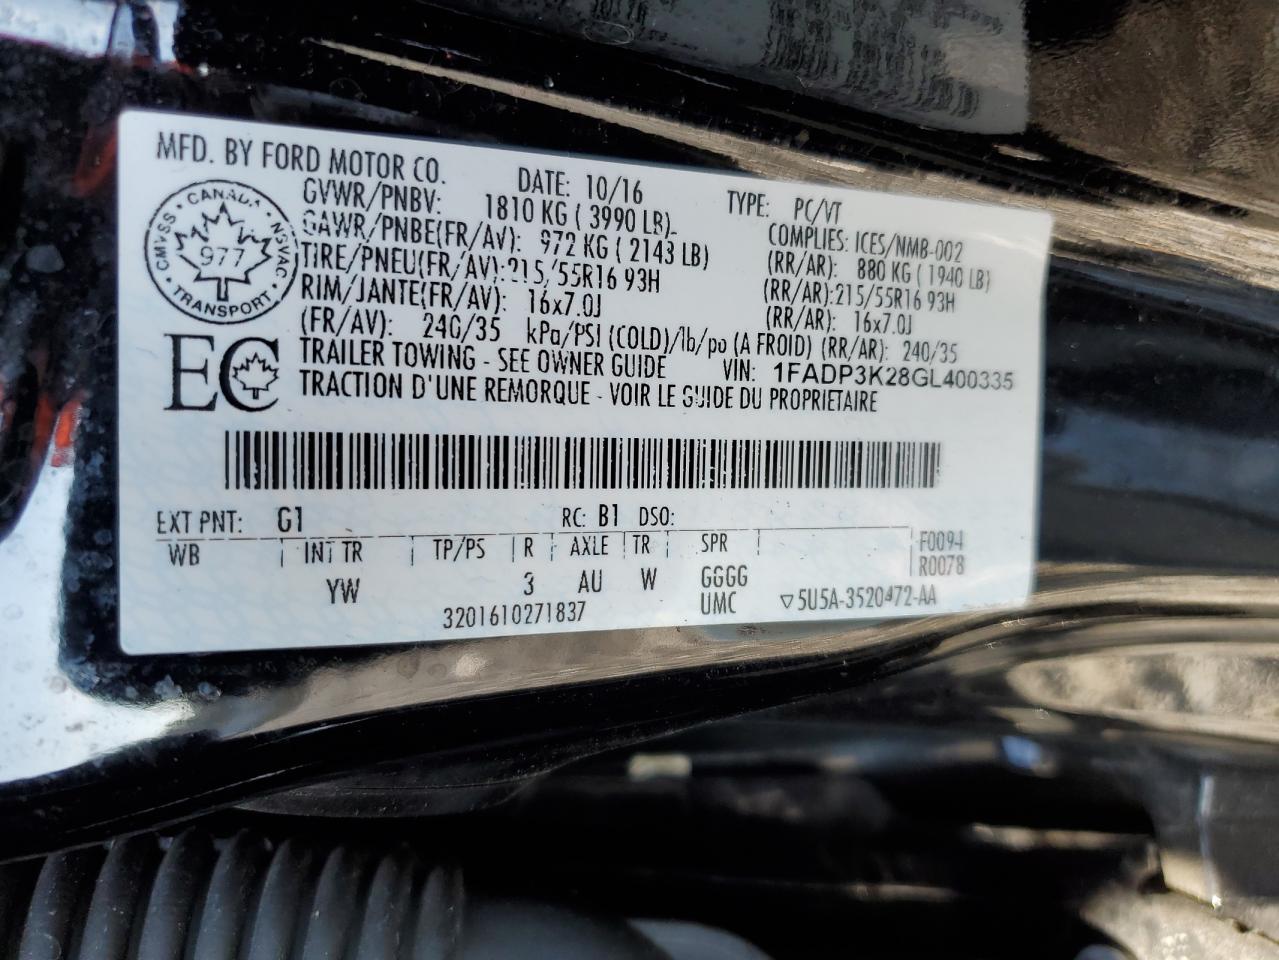 MFD. BY FORD MOTOR CO. DATE: 10/16 TYPE: PC/VT
GVWR/PNBV: 1810 KG ( 3990 LB) COMPLIES: ICES/NMB-002
GAWR/PNBE(FR/AV): 972 KG ( 2143 LB) (RR/AR): 880 KG ( 1940 LB)
TIRE/PNEU(FR/AV): 215/55R16 93H (RR/AR): 215/55R16 93H
RIM/JANTE(FR/AV): 16x7.0J (RR/AR): 16x7.0J
(FR/AV): 240/35 kPa/PSI (COLD)/lb/po (A FROID) (RR/AR): 240/35
TRAILER TOWING - SEE OWNER GUIDE VIN: 1FADP3K28GL400335
TRACTION D'UNE REMORQUE - VOIR LE GUIDE DU PROPRIETAIRE
CANADA
CMVSS 977 NSVAC
TRANSPORT
EC
EXT PNT: G1 RC: B1 DSO:
WB INT TR TP/PS R AXLE TR SPR F0094
R0078
YW 3 AU W GGGG
3201610271837 UMC ▽5U5A-3520472-AA